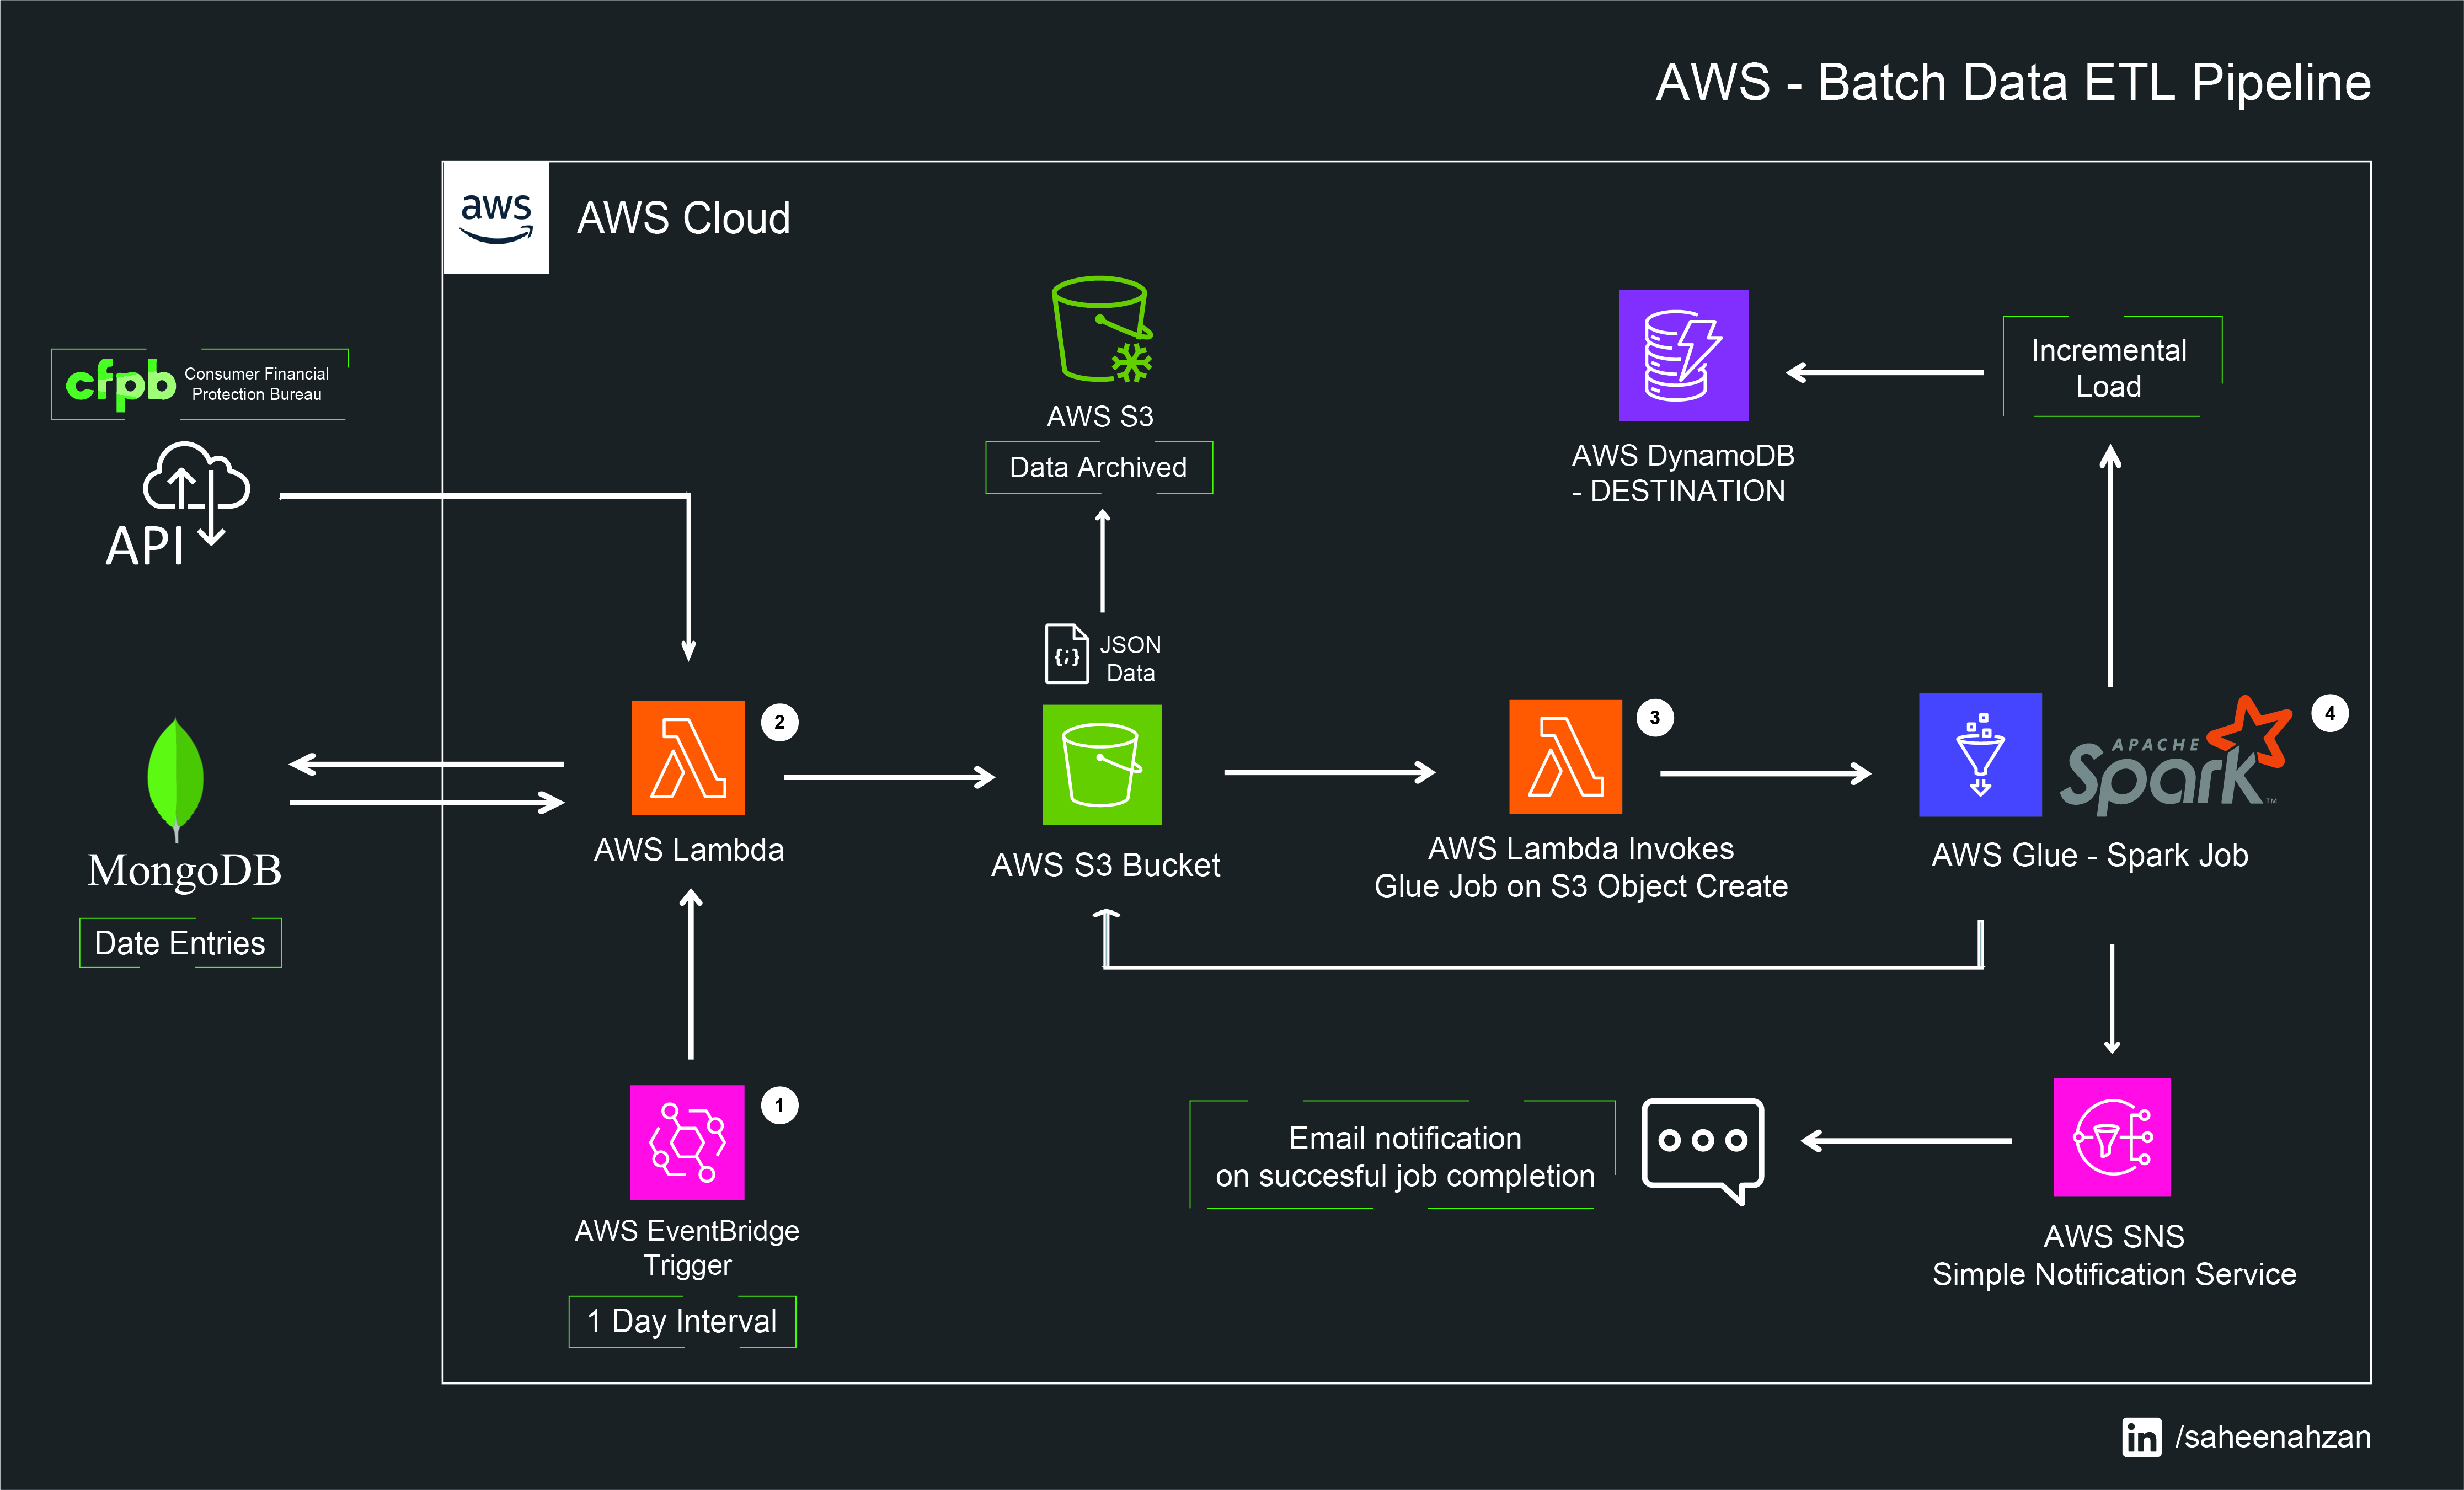 AWS - Batch Data ETL Pipeline
aws
AWS Cloud
cfpb
Consumer Financial
Protection Bureau
API
AWS S3
Data Archived
AWS DynamoDB
- DESTINATION
Incremental
Load
{;}
JSON
Data
MongoDB
Date Entries
2
AWS Lambda
AWS S3 Bucket
3
AWS Lambda Invokes
Glue Job on S3 Object Create
APACHE
Spark™
4
AWS Glue - Spark Job
1
AWS EventBridge
Trigger
1 Day Interval
Email notification
on succesful job completion
AWS SNS
Simple Notification Service
in /saheenahzan